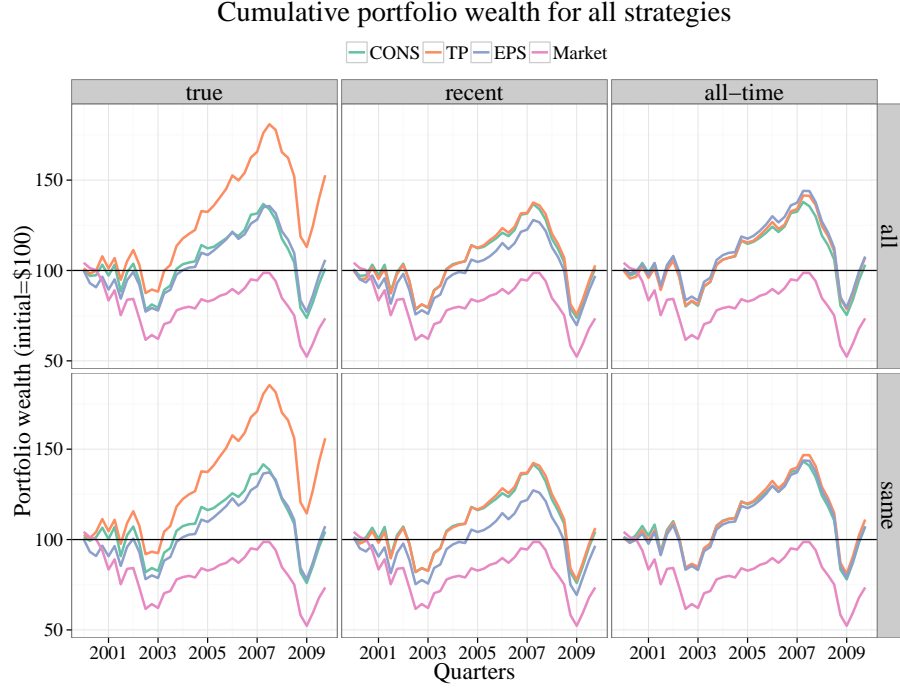 Cumulative portfolio wealth for all strategies
CONS TP EPS Market
true recent all−time
150
100
50
all
150
100
50
same
Portfolio wealth (initial=$100)
2001 2003 2005 2007 2009 2001 2003 2005 2007 2009 2001 2003 2005 2007 2009
Quarters